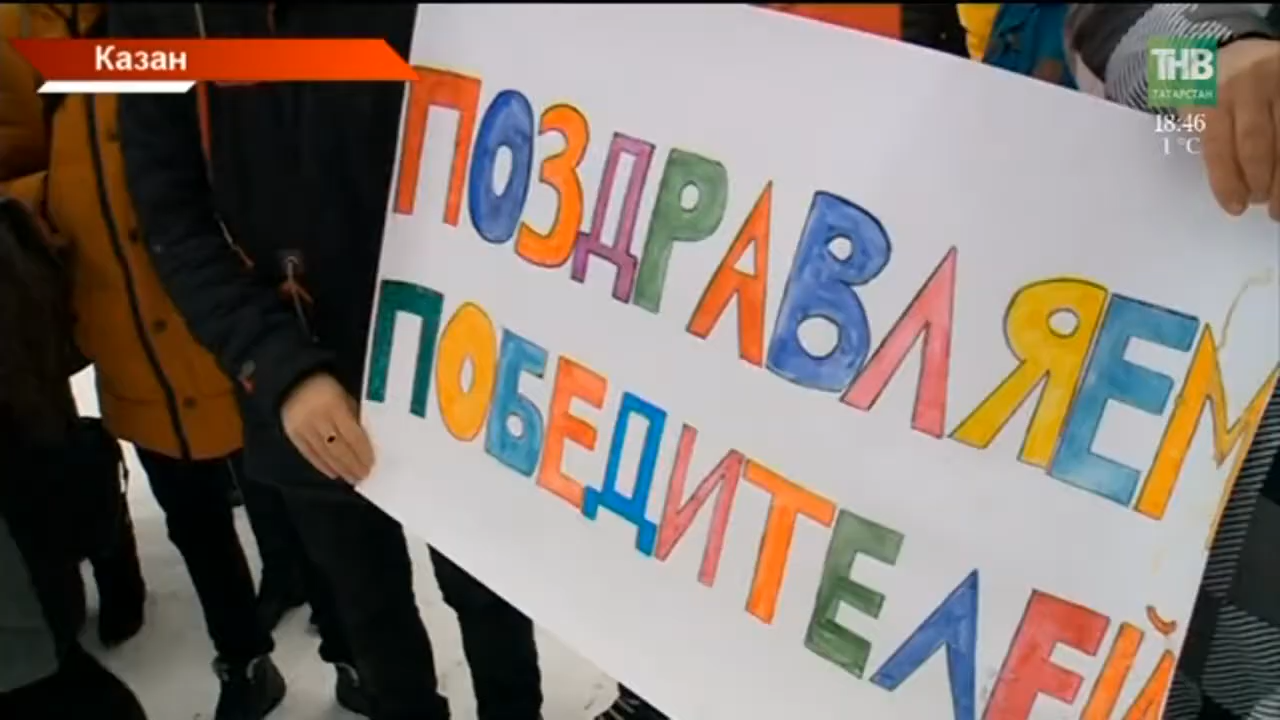 Казан
ТНВ
ТАТАРСТАН
18:46
1 °C
ПОЗДРАВЛЯЕМ
ПОБЕДИТЕЛЕЙ